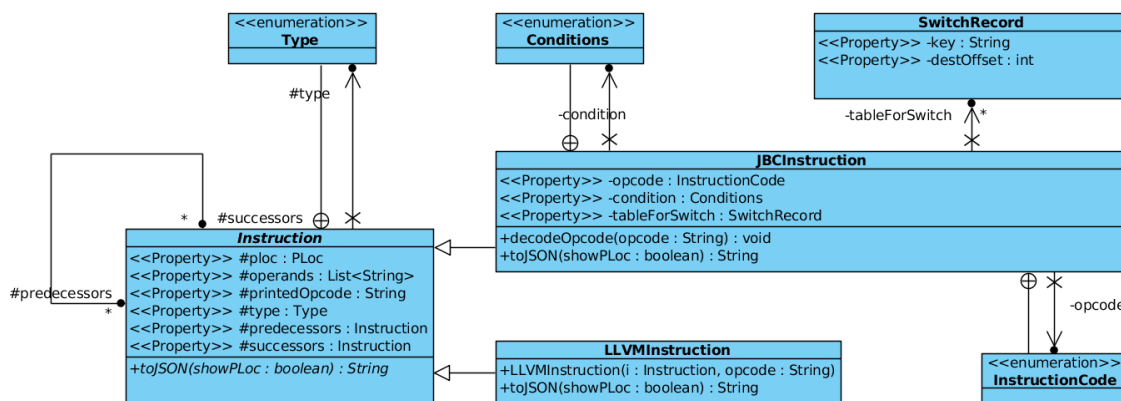 <<enumeration>>
Type
<<enumeration>>
Conditions
SwitchRecord
<<Property>> -key : String
<<Property>> -destOffset : int
#type
-condition
-tableForSwitch
*
JBCInstruction
<<Property>> -opcode : InstructionCode
<<Property>> -condition : Conditions
<<Property>> -tableForSwitch : SwitchRecord
+decodeOpcode(opcode : String) : void
+toJSON(showPLoc : boolean) : String
*
#successors
Instruction
<<Property>> #ploc : PLoc
<<Property>> #operands : List<String>
<<Property>> #printedOpcode : String
<<Property>> #type : Type
<<Property>> #predecessors : Instruction
<<Property>> #successors : Instruction
+toJSON(showPLoc : boolean) : String
#predecessors
*
-opcode
LLVMInstruction
+LLVMInstruction(i : Instruction, opcode : String)
+toJSON(showPLoc : boolean) : String
<<enumeration>>
InstructionCode